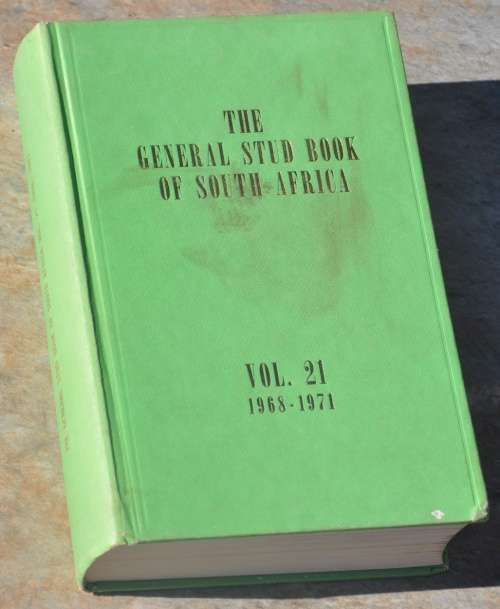 THE
GENERAL STUD BOOK
OF SOUTH AFRICA
VOL. 21
1968-1971